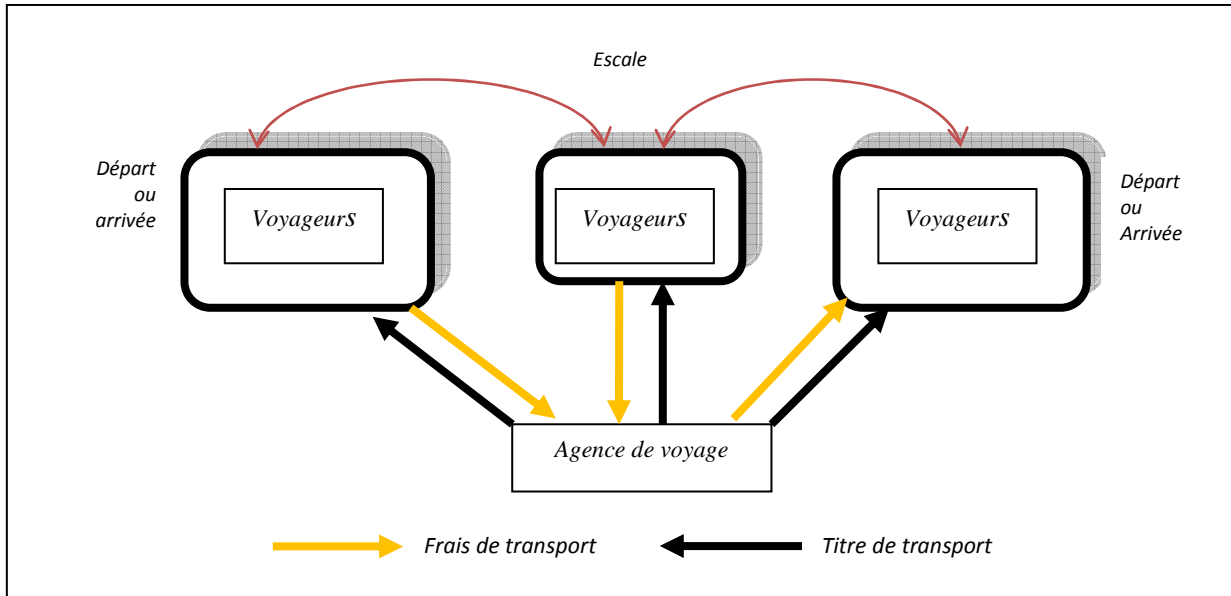 Escale
Départ
ou
arrivée
Voyageurs
Voyageurs
Voyageurs
Départ
ou
Arrivée
Agence de voyage
Frais de transport
Titre de transport